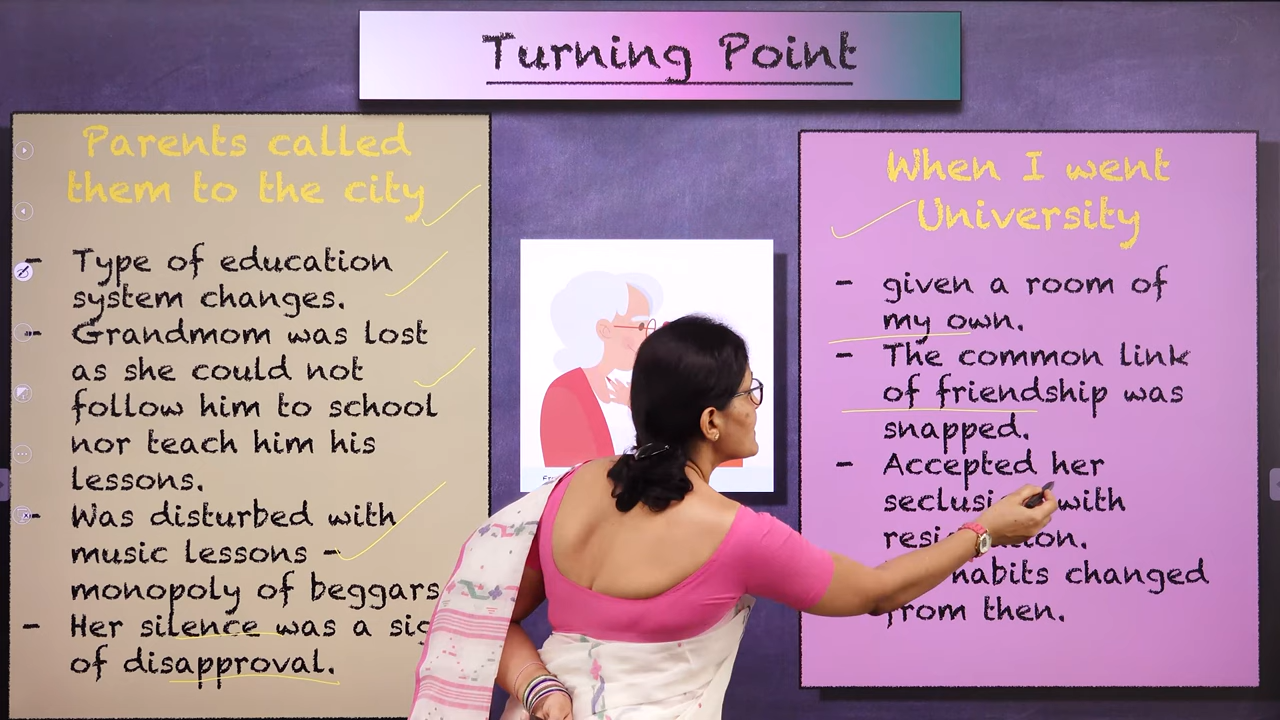 Turning Point
Parents called
them to the city
- Type of education
system changes.
- Grandmom was lost
as she could not
follow him to school
nor teach him his
lessons.
- Was disturbed with
music lessons -
monopoly of beggars
- Her silence was a
of disapproval.
When I went
University
- given a room of
my own.
- The common link
of friendship was
snapped.
- Accepted her
with
habits changed
from then.